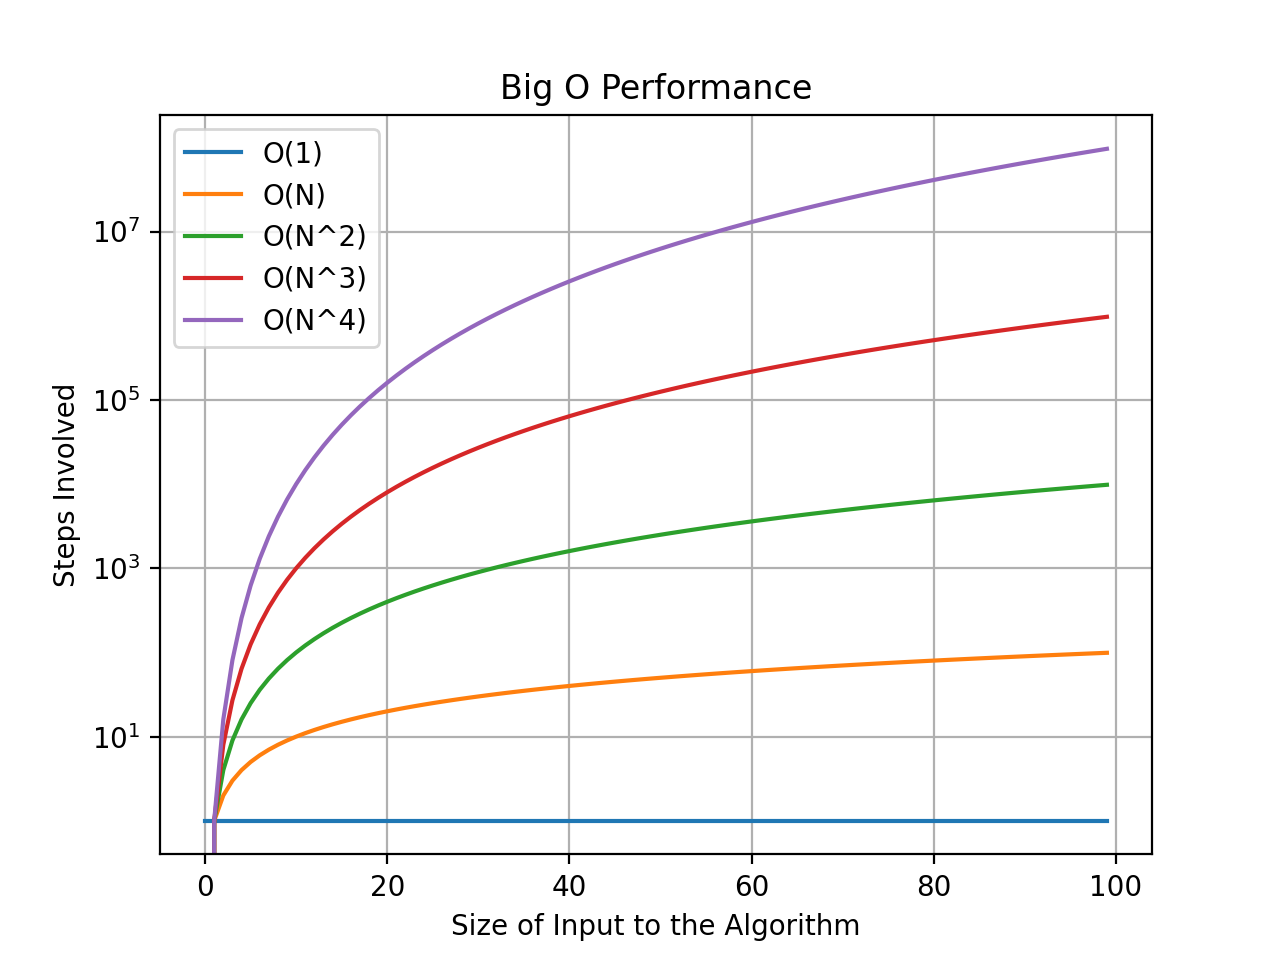 Big O Performance
O(1)
O(N)
O(N^2)
O(N^3)
O(N^4)
Steps Involved
10^7
10^5
10^3
10^1
0 20 40 60 80 100
Size of Input to the Algorithm